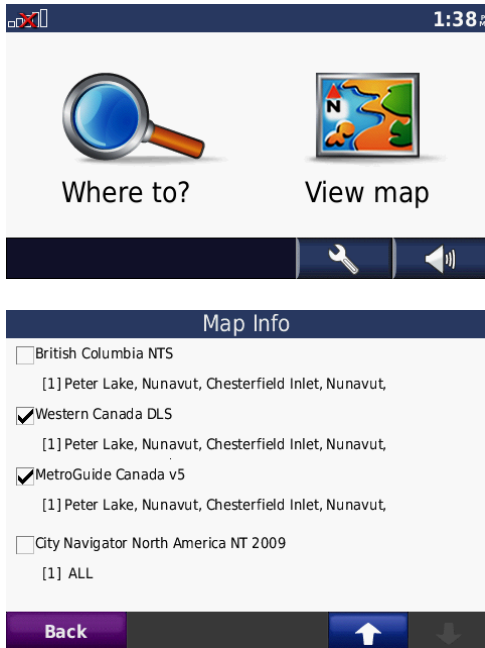 1:38 PM
N
Where to?
View map
Map Info
British Columbia NTS
[1] Peter Lake, Nunavut, Chesterfield Inlet, Nunavut,
Western Canada DLS
[1] Peter Lake, Nunavut, Chesterfield Inlet, Nunavut,
MetroGuide Canada v5
[1] Peter Lake, Nunavut, Chesterfield Inlet, Nunavut,
City Navigator North America NT 2009
[1] ALL
Back